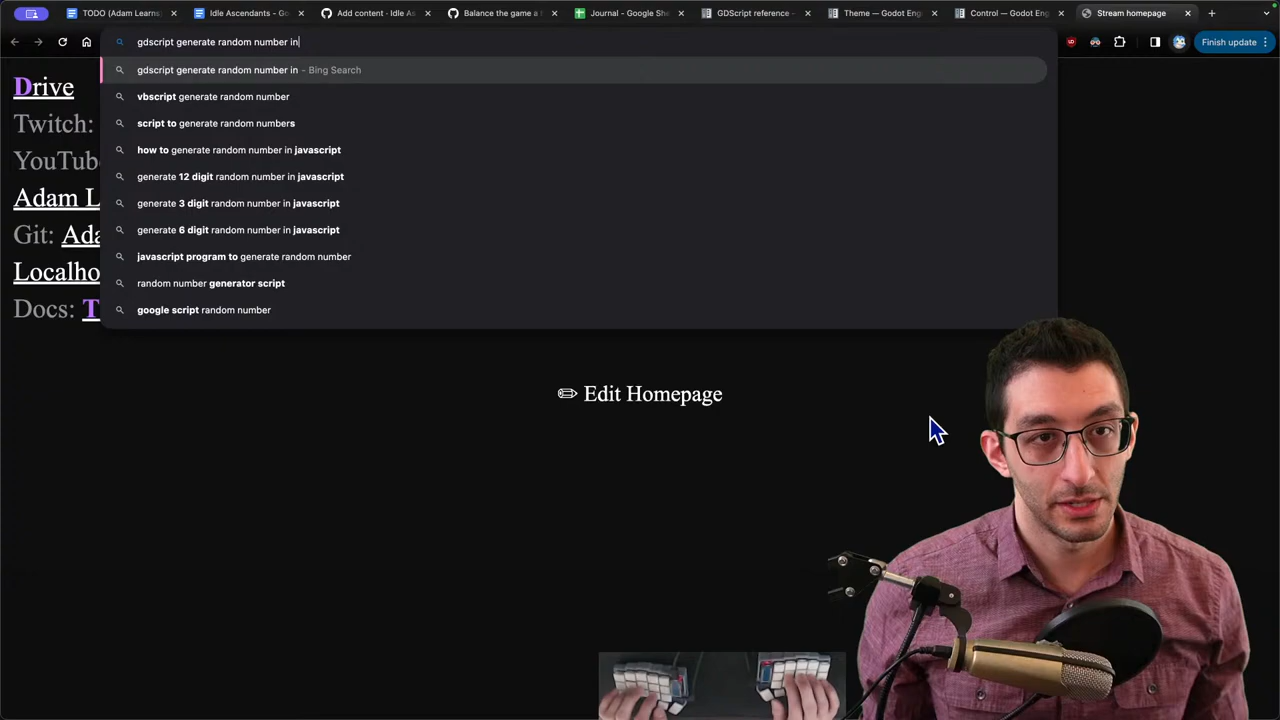 TODO (Adam Learns)
Idle Ascendants - Go
Add content · Idle As
Balance the game a h
Journal - Google She
GDScript reference –
Theme — Godot Eng
Control — Godot Eng
Stream homepage
gdscript generate random number in
Finish update
gdscript generate random number in - Bing Search
vbscript generate random number
script to generate random numbers
how to generate random number in javascript
generate 12 digit random number in javascript
generate 3 digit random number in javascript
generate 6 digit random number in javascript
javascript program to generate random number
random number generator script
google script random number
Drive
Twitch:
YouTub
Adam L
Git: Ada
Localho
Docs: T
✏ Edit Homepage